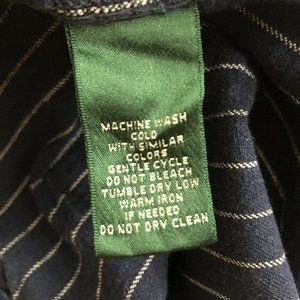 MACHINE WASH
COLD
WITH SIMILAR
COLORS
GENTLE CYCLE
DO NOT BLEACH
TUMBLE DRY LOW
WARM IRON
IF NEEDED
DO NOT DRY CLEAN